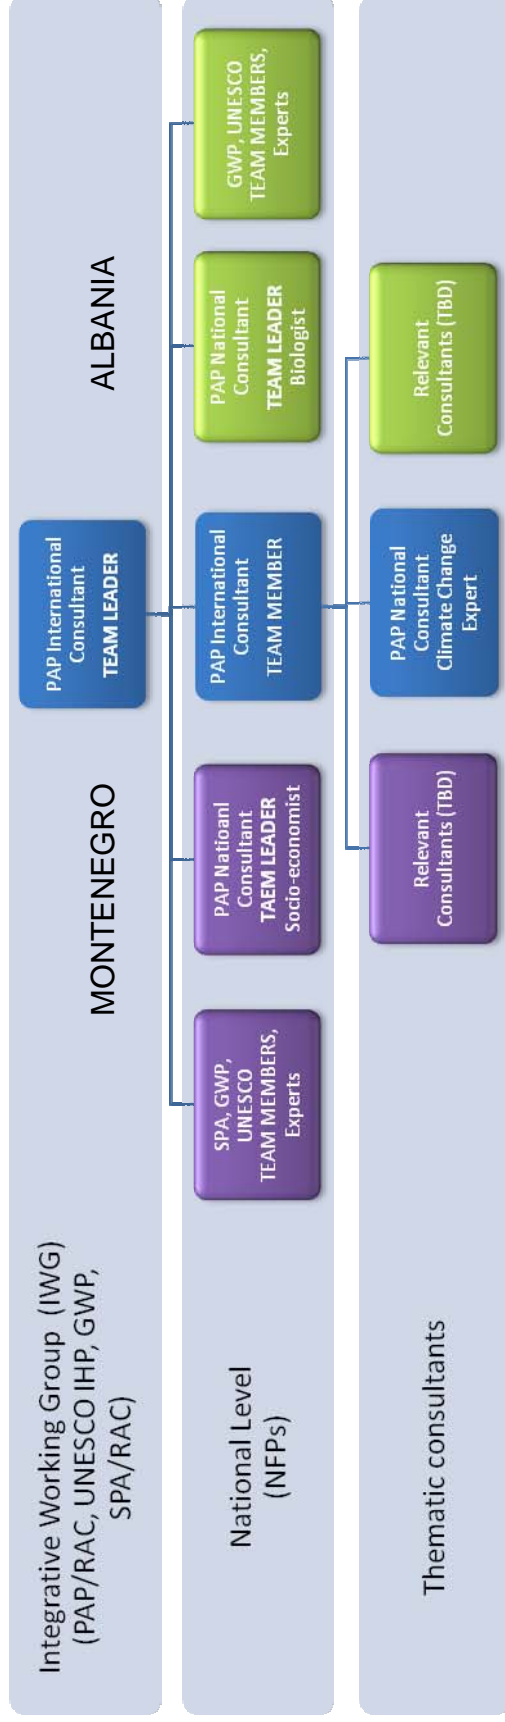 Integrative Working Group (IWG)
(PAP/RAC, UNESCO IHP, GWP,
SPA/RAC)
MONTENEGRO
PAP International
Consultant
TEAM LEADER
ALBANIA
National Level
(NFPs)
SPA, GWP,
UNESCO
TEAM MEMBERS,
Experts
PAP Natioanl
Consultant
TAEM LEADER
Socio-economist
PAP International
Consultant
TEAM MEMBER
PAP National
Consultant
TEAM LEADER
Biologist
GWP, UNESCO
TEAM MEMBERS,
Experts
Thematic consultants
Relevant
Consultants (TBD)
PAP National
Consultant
Climate Change
Expert
Relevant
Consultants (TBD)